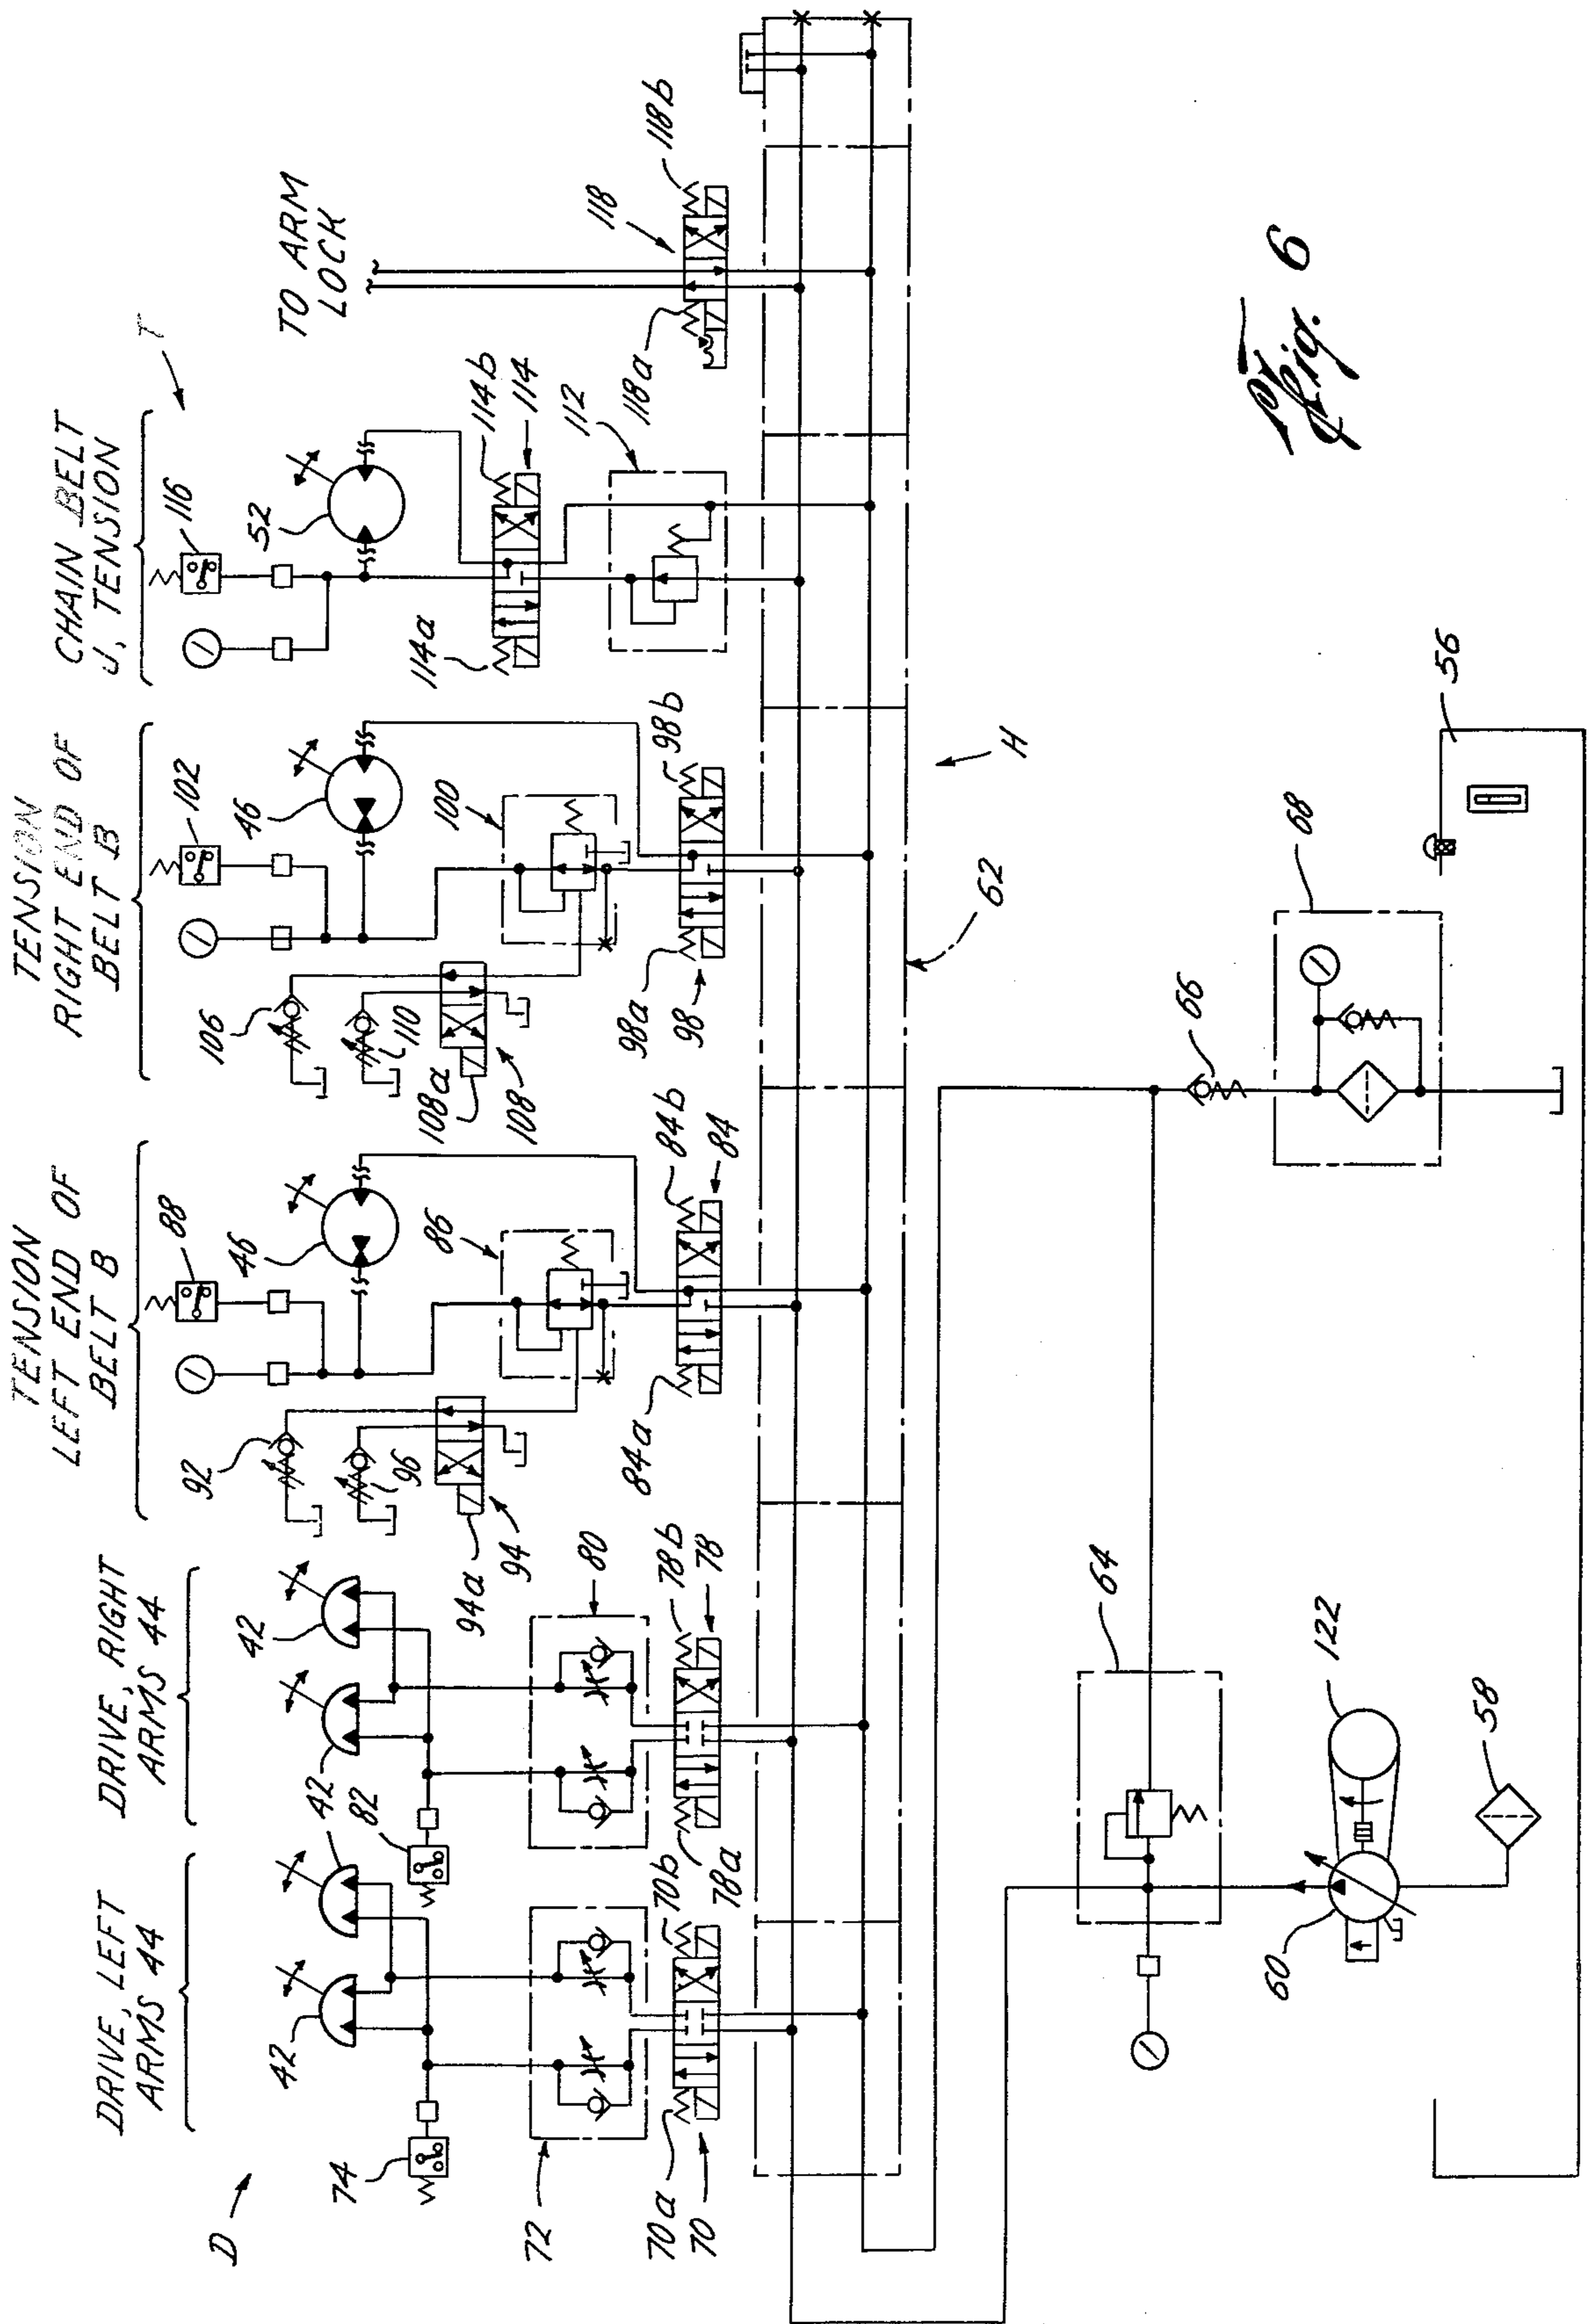 DRIVE, LEFT
ARMS 44
DRIVE, RIGHT
ARMS 44
TENSION
LEFT END OF
BELT B
TENSION
RIGHT END OF
BELT B
CHAIN BELT
J, TENSION
T
TO ARM
LOCK
D
74
42
42
82
42
42
72
80
70a
70
70b
78a
78
78b
92
96
94a
94
88
46
86
84a
84b
84
106
110
108a
108
102
46
100
98a
98
98b
116
52
114a
114b
114
112
118a
118
118b
H
62
64
66
68
56
60
122
58
Fig. 6